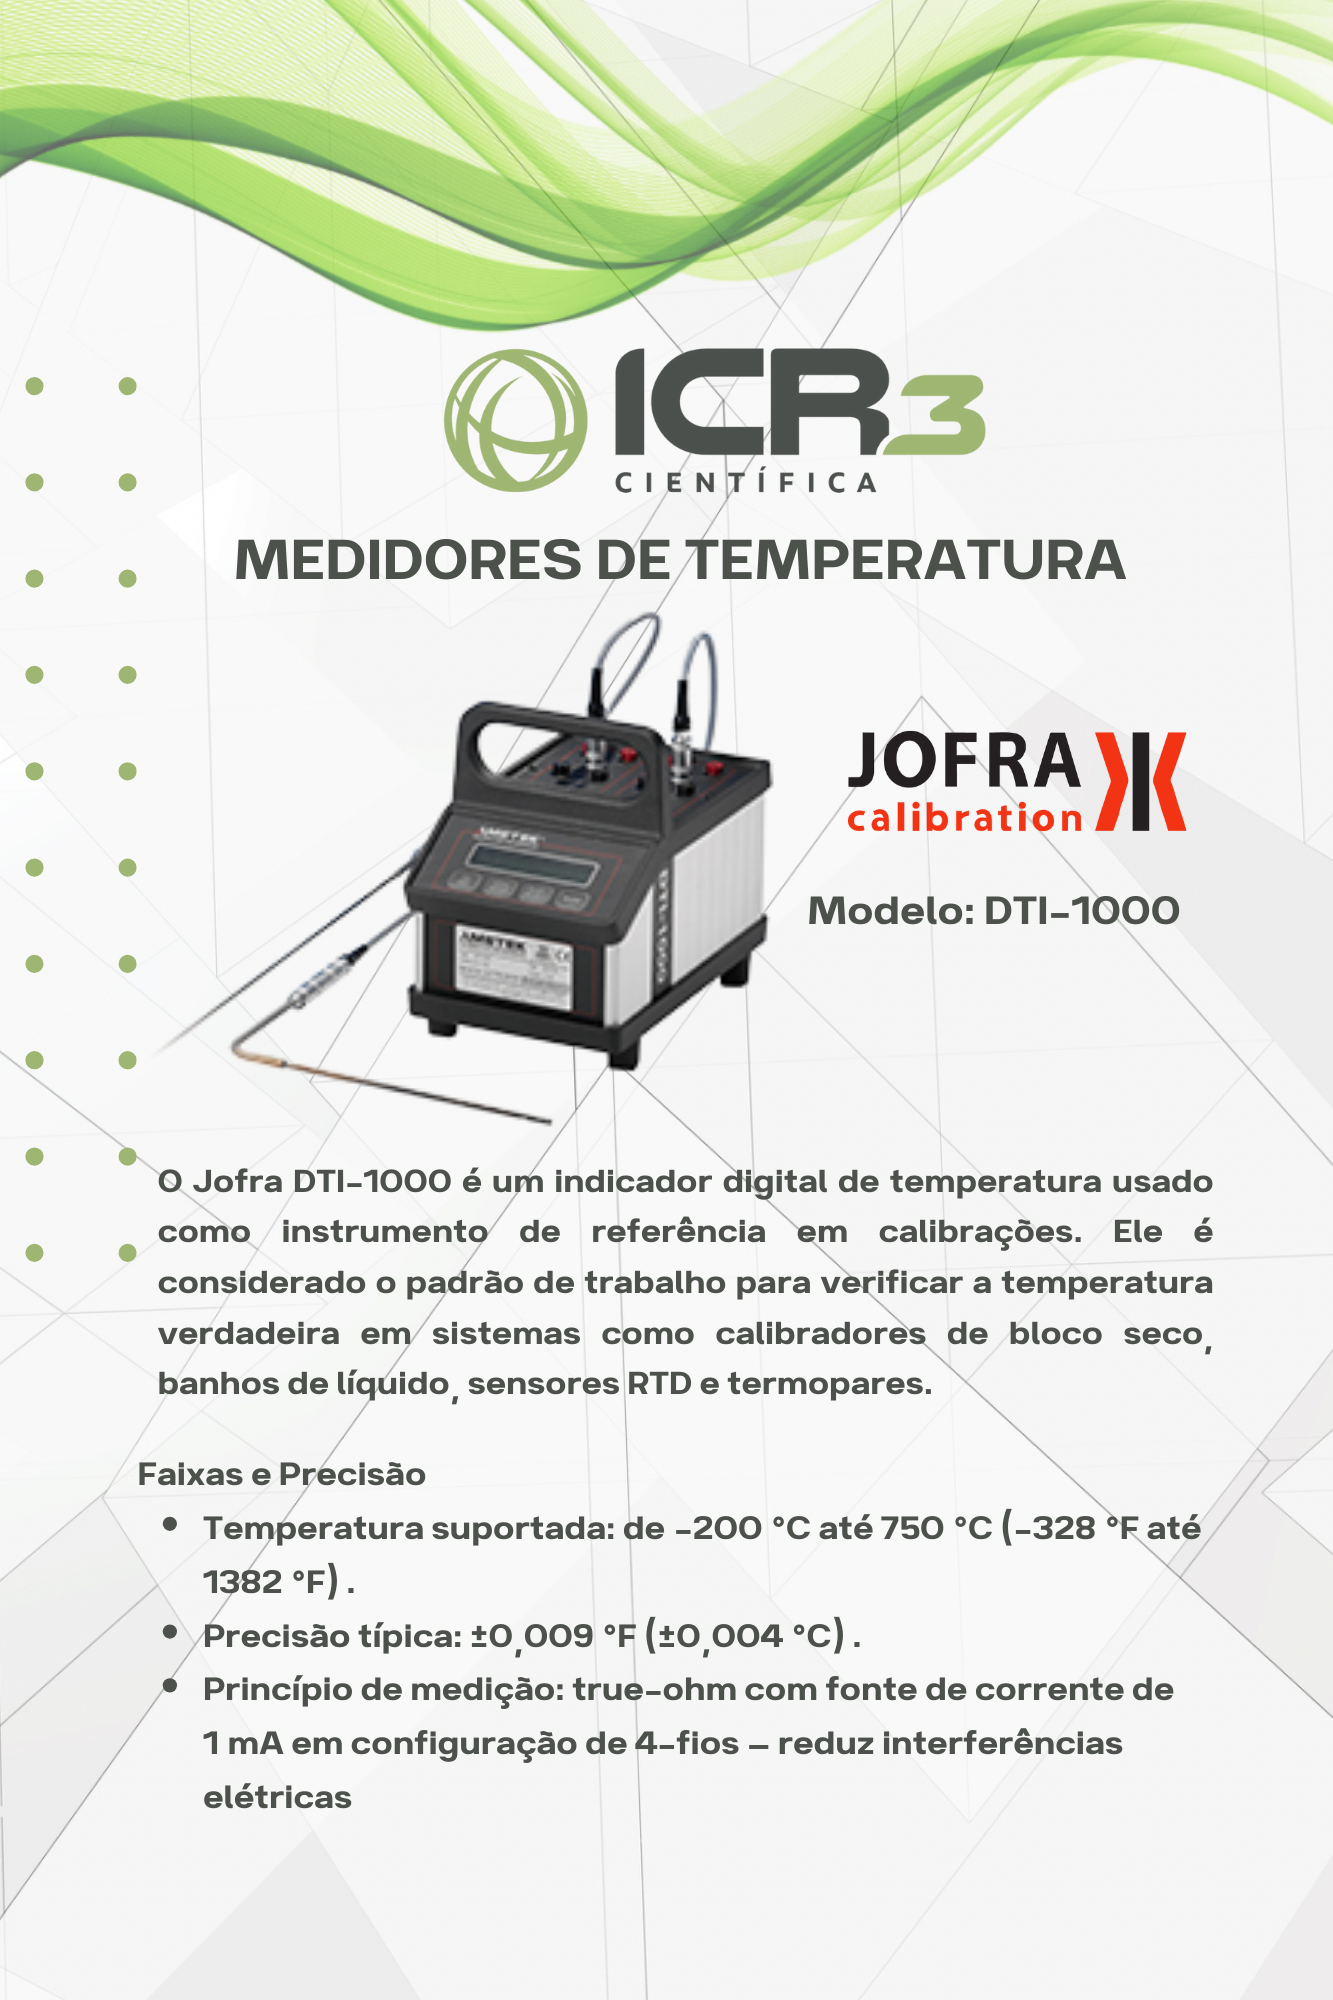 ICR3
CIENTÍFICA
MEDIDORES DE TEMPERATURA
JOFRA
calibration
AMETEK
DTI-1000
AMETEK
Modelo: DTI-1000
O Jofra DTI-1000 é um indicador digital de temperatura usado
como instrumento de referência em calibrações. Ele é
considerado o padrão de trabalho para verificar a temperatura
verdadeira em sistemas como calibradores de bloco seco,
banhos de líquido, sensores RTD e termopares.
Faixas e Precisão
• Temperatura suportada: de -200 °C até 750 °C (-328 °F até
1382 °F) .
• Precisão típica: ±0,009 °F (±0,004 °C) .
• Princípio de medição: true-ohm com fonte de corrente de
1 mA em configuração de 4-fios – reduz interferências
elétricas